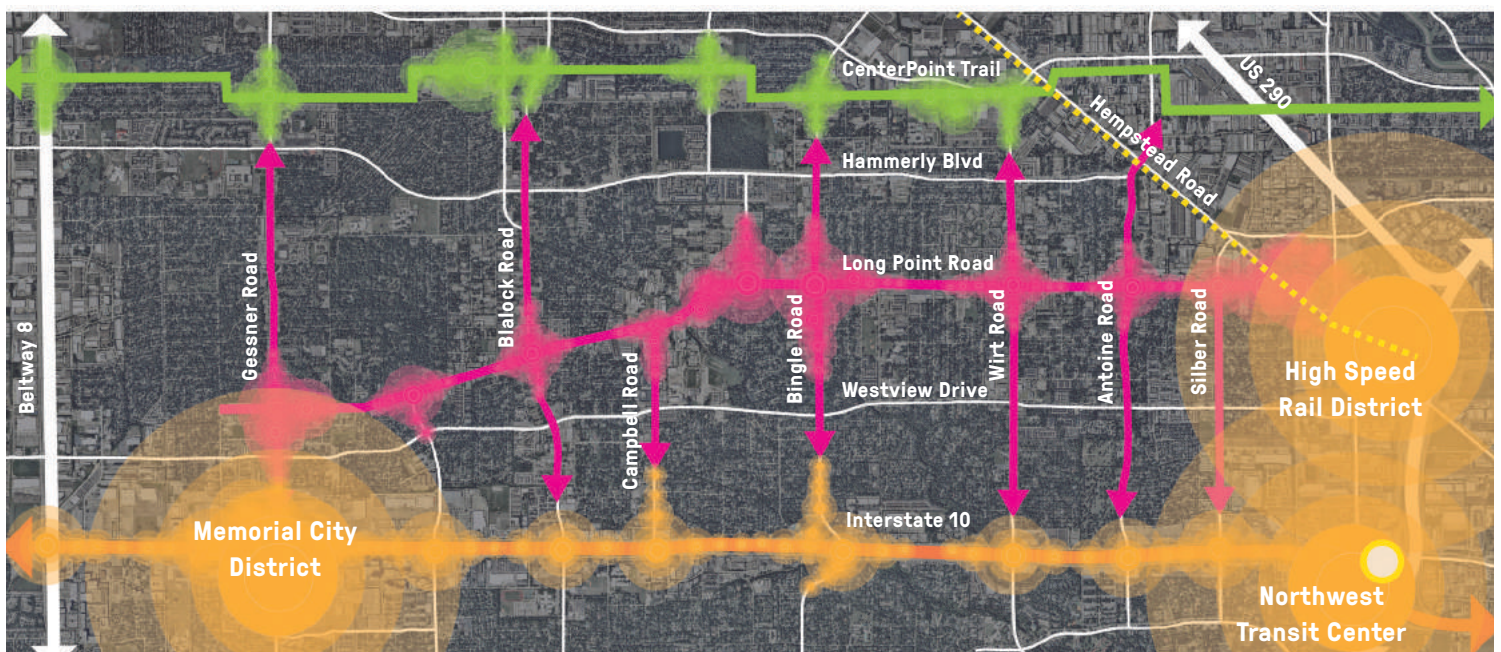 CenterPoint Trail
US 290
Hempstead Road
Hammerly Blvd
Long Point Road
Gessner Road
Blalock Road
Beltway 8
Campbell Road
Bingle Road
Westview Drive
Wirt Road
Antoine Road
Silber Road
High Speed
Rail District
Memorial City
District
Interstate 10
Northwest
Transit Center